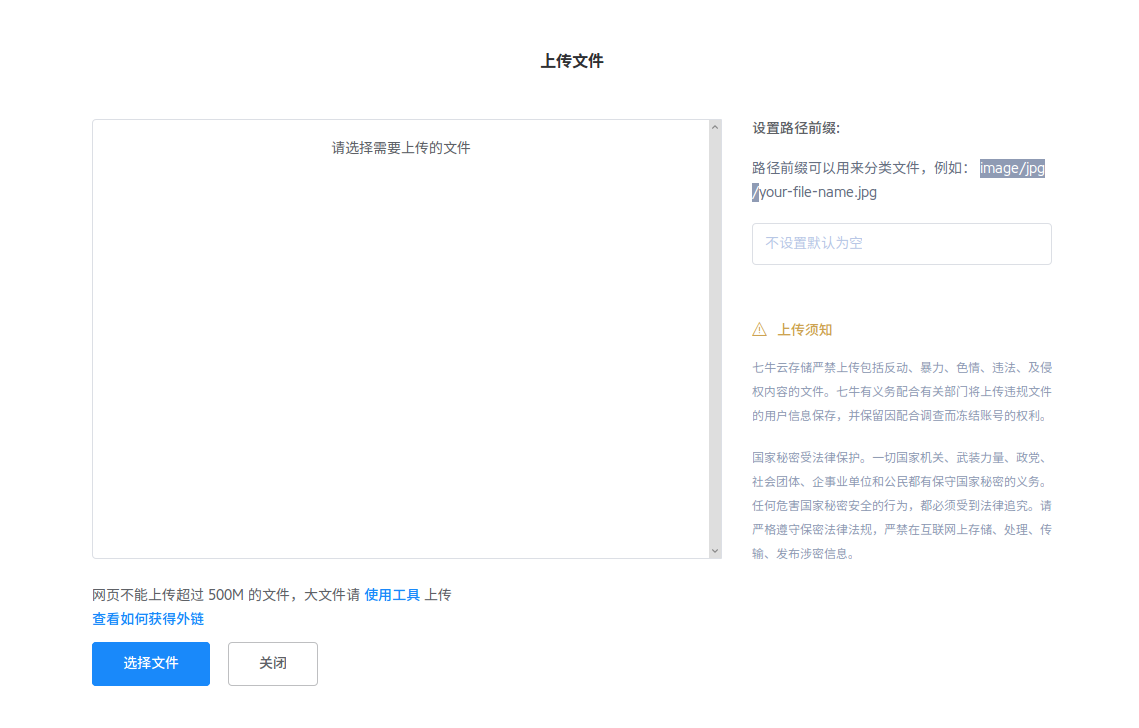 上传文件
请选择需要上传的文件
设置路径前缀:
路径前缀可以用来分类文件，例如： image/jpg
/your-file-name.jpg
不设置默认为空
上传须知
七牛云存储严禁上传包括反动、暴力、色情、违法、及侵
权内容的文件。七牛有义务配合有关部门将上传违规文件
的用户信息保存，并保留因配合调查而冻结账号的权利。
国家秘密受法律保护。一切国家机关、武装力量、政党、
社会团体、企事业单位和公民都有保守国家秘密的义务。
任何危害国家秘密安全的行为，都必须受到法律追究。请
严格遵守保密法律法规，严禁在互联网上存储、处理、传
输、发布涉密信息。
网页不能上传超过 500M 的文件，大文件请 使用工具 上传
查看如何获得外链
选择文件
关闭